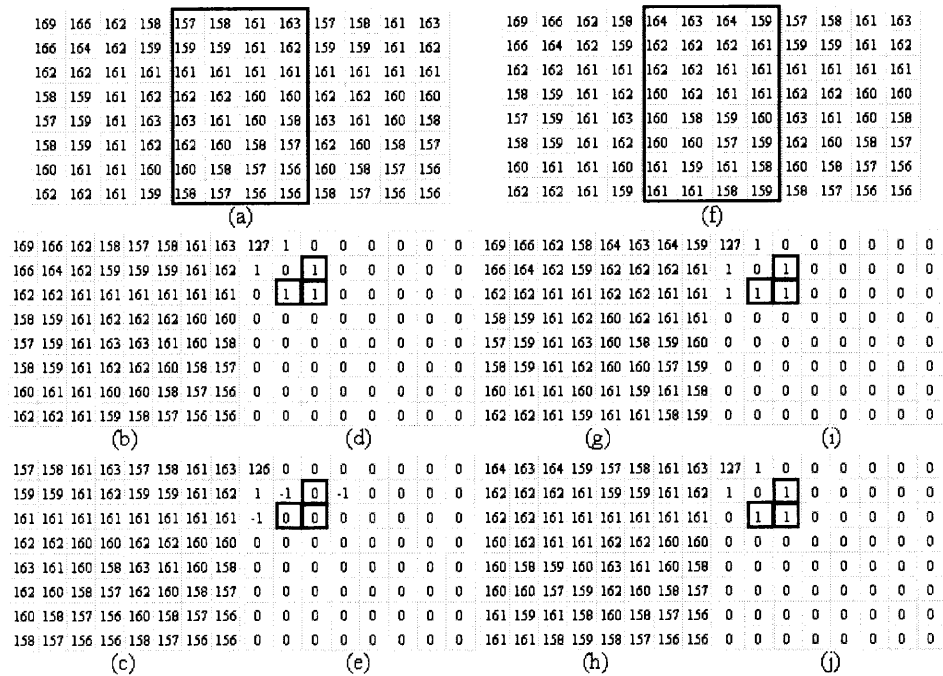 169 166 162 158 157 158 161 163 157 158 161 163
166 164 162 159 159 159 161 162 159 159 161 162
162 162 161 161 161 161 161 161 161 161 161 161
158 159 161 162 162 162 160 160 162 162 160 160
157 159 161 163 163 161 160 158 163 161 160 158
158 159 161 162 162 160 158 157 162 160 158 157
160 161 161 160 160 158 157 156 160 158 157 156
162 162 161 159 158 157 156 156 158 157 156 156
(a)
169 166 162 158 164 163 164 159 157 158 161 163
166 164 162 159 162 162 162 161 159 159 161 162
162 162 161 161 162 162 161 161 161 161 161 161
158 159 161 162 160 162 161 161 162 162 160 160
157 159 161 163 160 158 159 160 163 161 160 158
158 159 161 162 160 160 157 159 162 160 158 157
160 161 161 160 161 159 161 158 160 158 157 156
162 162 161 159 161 161 158 159 158 157 156 156
(f)
169 166 162 158 157 158 161 163 127 1 0 0 0 0 0 0
166 164 162 159 159 159 161 162 1 0 1 0 0 0 0 0
162 162 161 161 161 161 161 161 0 1 1 0 0 0 0 0
158 159 161 162 162 162 160 160 0 0 0 0 0 0 0 0
157 159 161 163 163 161 160 158 0 0 0 0 0 0 0 0
158 159 161 162 162 160 158 157 0 0 0 0 0 0 0 0
160 161 161 160 160 158 157 156 0 0 0 0 0 0 0 0
162 162 161 159 158 157 156 156 0 0 0 0 0 0 0 0
(b) (d)
169 166 162 158 164 163 164 159 127 1 0 0 0 0 0 0
166 164 162 159 162 162 162 161 1 0 1 0 0 0 0 0
162 162 161 161 162 162 161 161 1 1 1 0 0 0 0 0
158 159 161 162 160 162 161 161 0 0 0 0 0 0 0 0
157 159 161 163 160 158 159 160 0 0 0 0 0 0 0 0
158 159 161 162 160 160 157 159 0 0 0 0 0 0 0 0
160 161 161 160 161 159 161 158 0 0 0 0 0 0 0 0
162 162 161 159 161 161 158 159 0 0 0 0 0 0 0 0
(g) (i)
157 158 161 163 157 158 161 163 126 0 0 0 0 0 0 0
159 159 161 162 159 159 161 162 1 -1 0 -1 0 0 0 0
161 161 161 161 161 161 161 161 -1 0 0 0 0 0 0 0
162 162 160 160 162 162 160 160 0 0 0 0 0 0 0 0
163 161 160 158 163 161 160 158 0 0 0 0 0 0 0 0
162 160 158 157 162 160 158 157 0 0 0 0 0 0 0 0
160 158 157 156 160 158 157 156 0 0 0 0 0 0 0 0
158 157 156 156 158 157 156 156 0 0 0 0 0 0 0 0
(c) (e)
164 163 164 159 157 158 161 163 127 1 0 0 0 0 0 0
162 162 162 161 159 159 161 162 1 0 1 0 0 0 0 0
162 162 161 161 161 161 161 161 0 1 1 0 0 0 0 0
160 162 161 161 162 162 160 160 0 0 0 0 0 0 0 0
160 158 159 160 163 161 160 158 0 0 0 0 0 0 0 0
160 160 157 159 162 160 158 157 0 0 0 0 0 0 0 0
161 159 161 158 160 158 157 156 0 0 0 0 0 0 0 0
161 161 158 159 158 157 156 156 0 0 0 0 0 0 0 0
(h) (j)